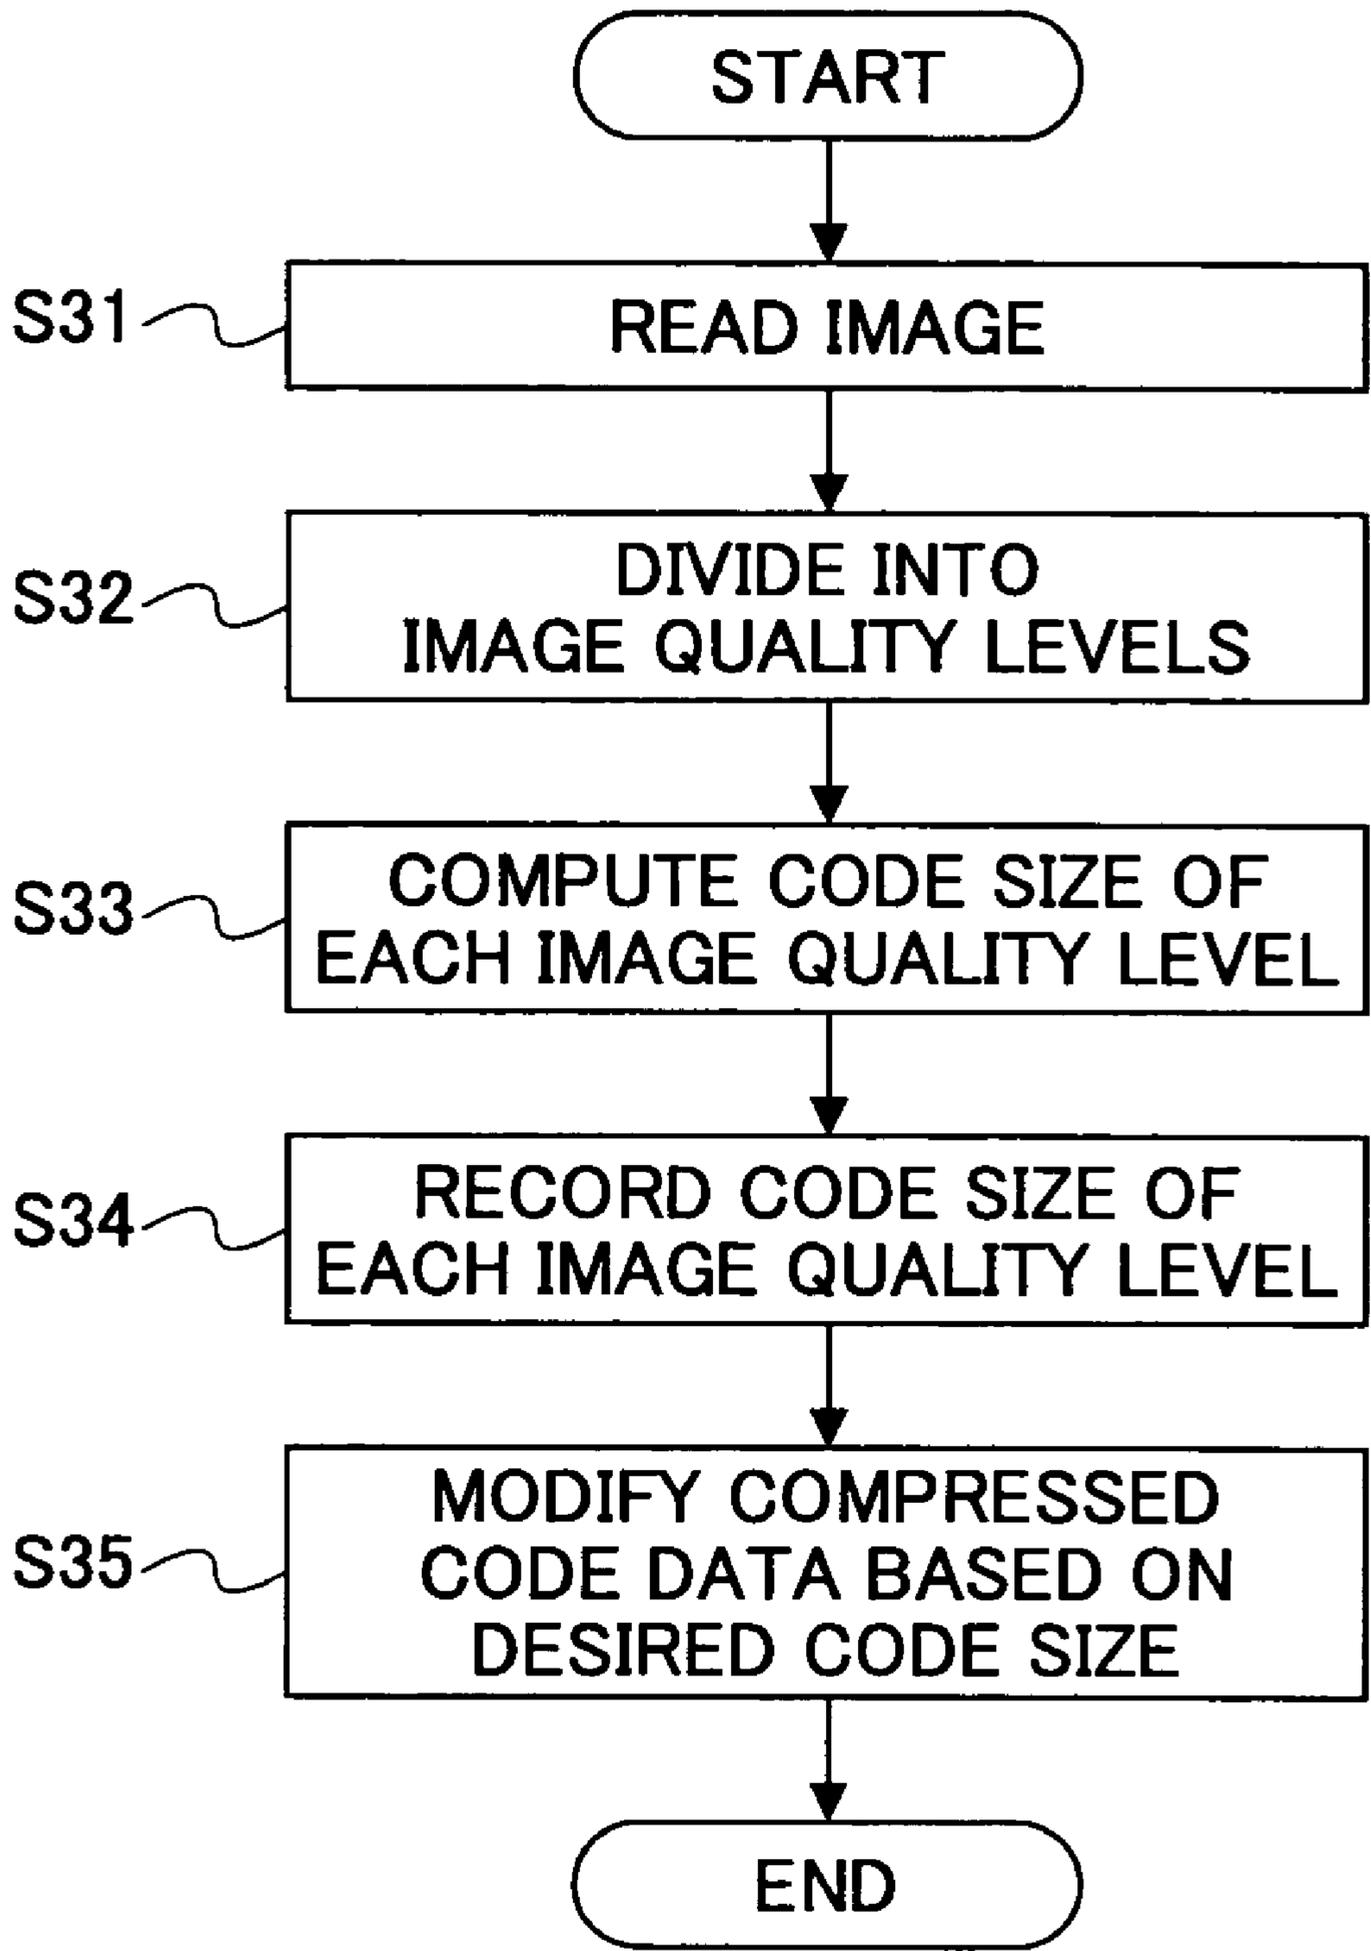 START
S31
READ IMAGE
S32
DIVIDE INTO
IMAGE QUALITY LEVELS
S33
COMPUTE CODE SIZE OF
EACH IMAGE QUALITY LEVEL
S34
RECORD CODE SIZE OF
EACH IMAGE QUALITY LEVEL
S35
MODIFY COMPRESSED
CODE DATA BASED ON
DESIRED CODE SIZE
END